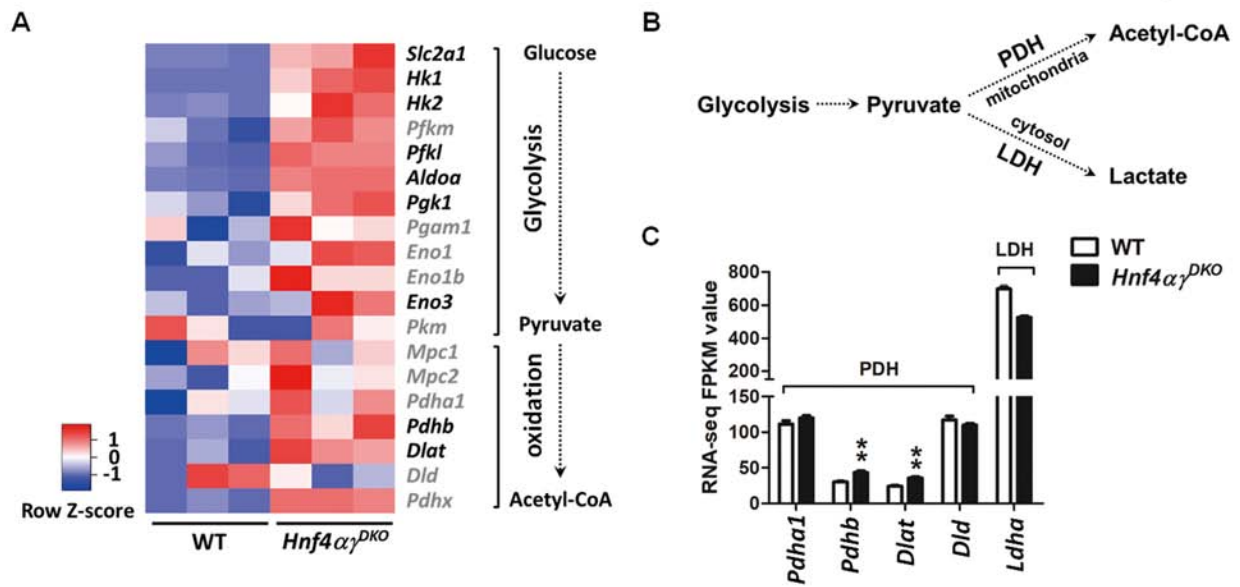 A
Slc2a1
Hk1
Hk2
Pfkm
Pfkl
Aldoa
Pgk1
Pgam1
Eno1
Eno1b
Eno3
Pkm
Mpc1
Mpc2
Pdha1
Pdhb
Dlat
Dld
Pdhx
Glycolysis
oxidation
Glucose
Pyruvate
Acetyl-CoA
1
0
-1
Row Z-score
WT
Hnf4αγDKO
B
Glycolysis
Pyruvate
PDH
mitochondria
Acetyl-CoA
cytosol
LDH
Lactate
C
WT
Hnf4αγDKO
LDH
PDH
RNA-seq FPKM value
800
600
400
200
150
100
50
0
**
**
Pdha1
Pdhb
Dlat
Dld
Ldha